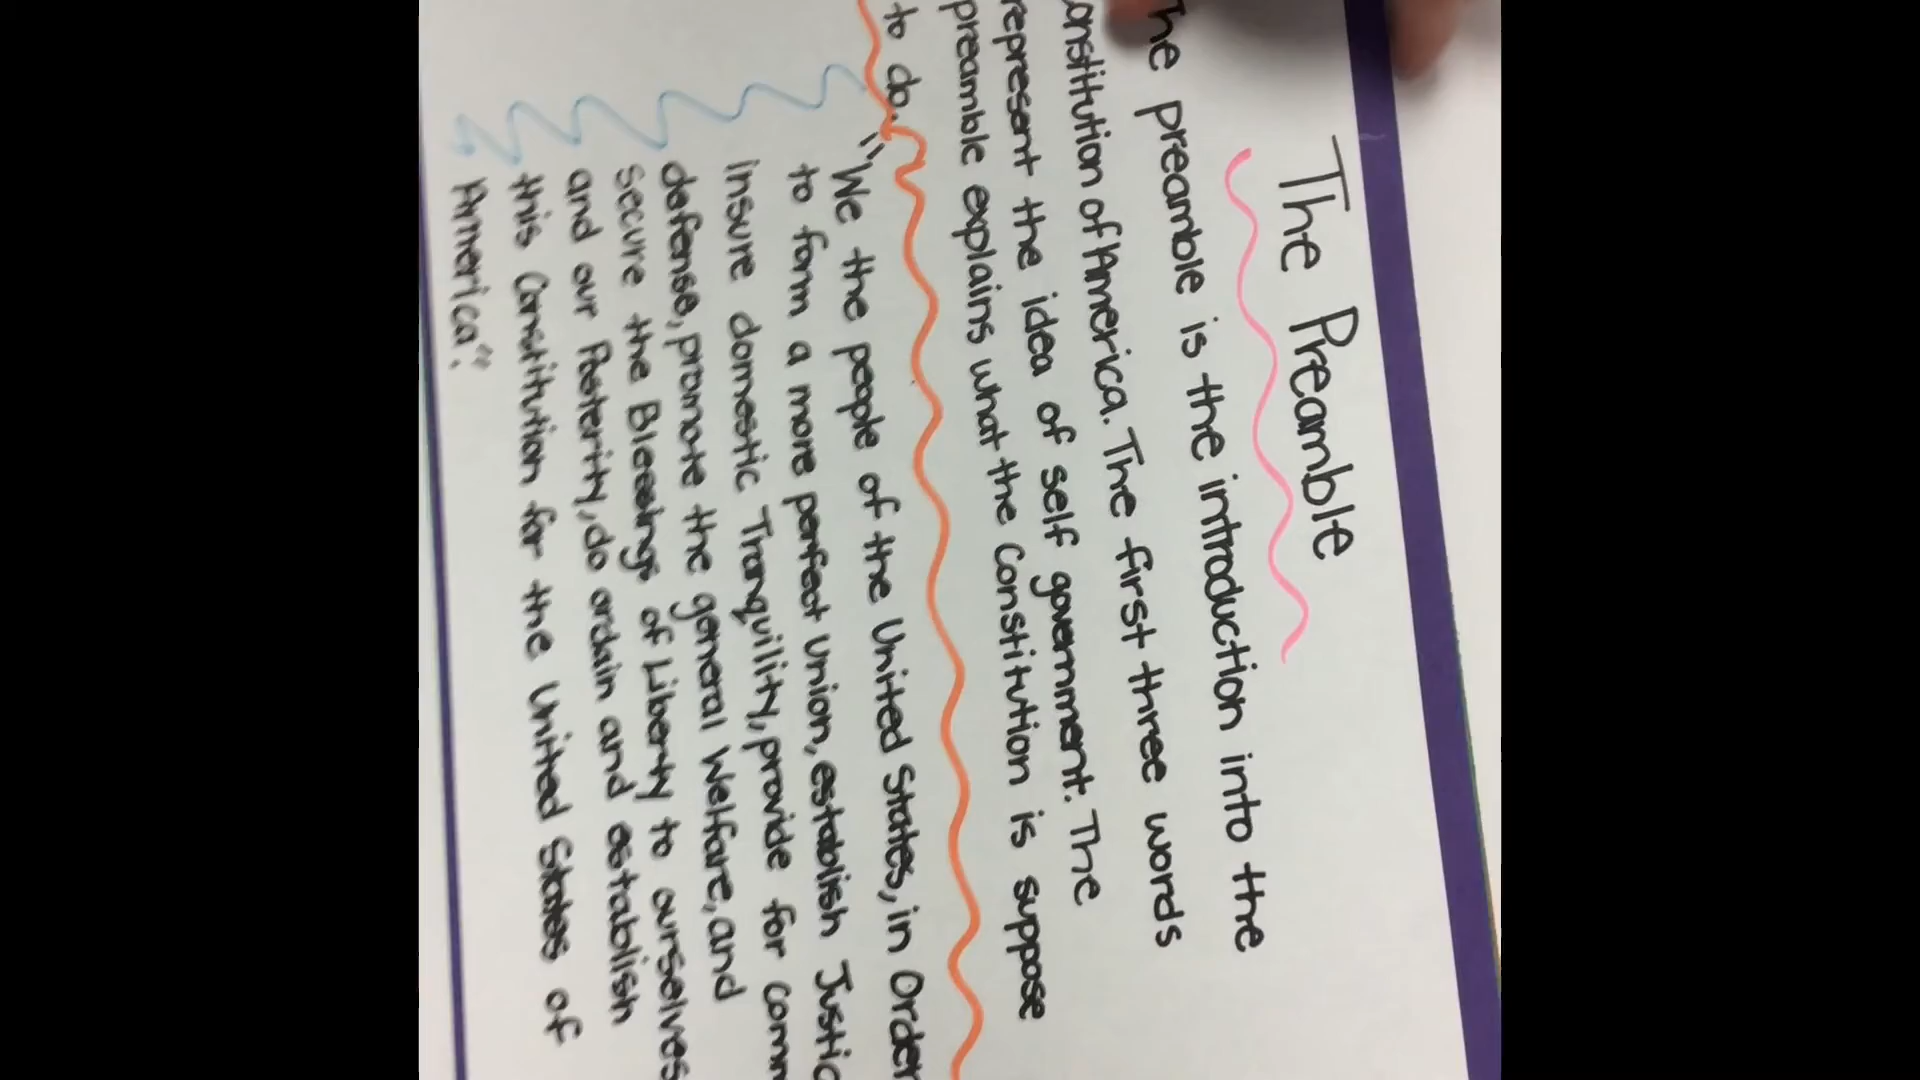 The Preamble
The preamble is the introduction into the
Constitution of America. The first three words
represent the idea of self government. The
preamble explains what the Constitution is suppose
to do.
"We the people of the United States, in Order
to form a more perfect Union, establish Justic
insure domestic Tranquility, provide for comm
defense, promote the general Welfare, and
secure the Blessings of Liberty to ourselves
and our Posterity, do ordain and establish
this Constitution for the United States of
America".